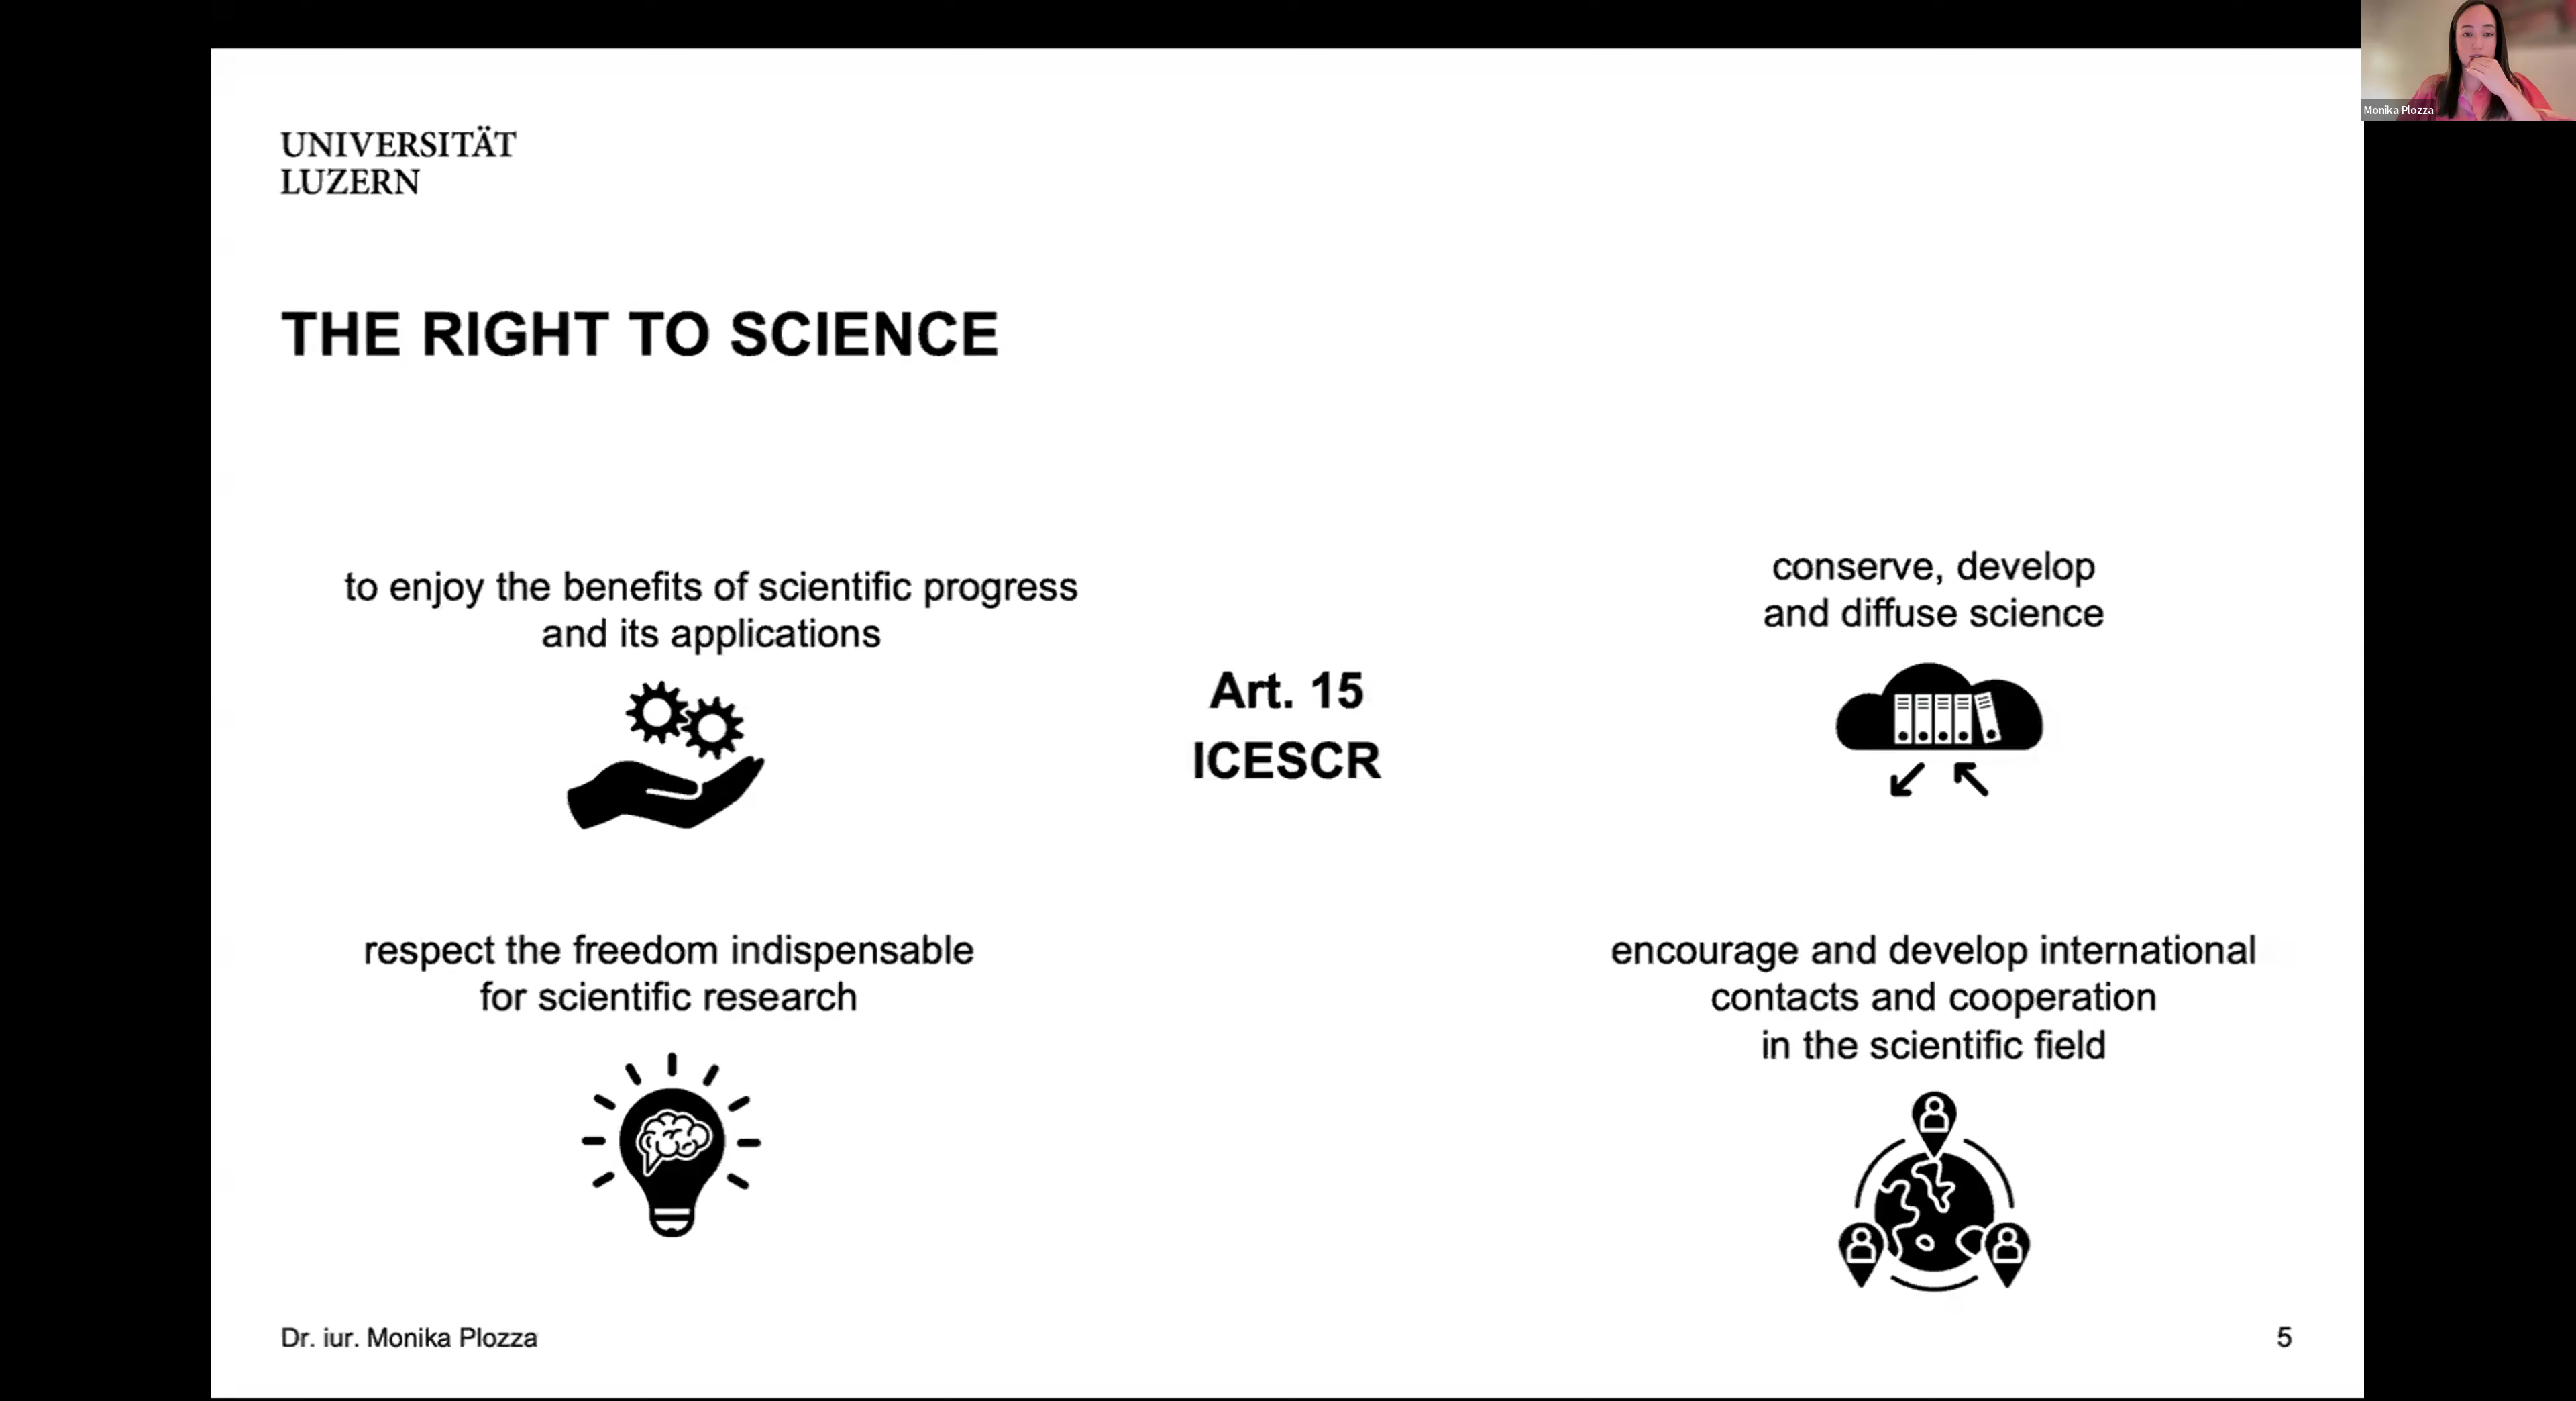 Monika Plozza
UNIVERSITÄT
LUZERN
THE RIGHT TO SCIENCE
to enjoy the benefits of scientific progress
and its applications
conserve, develop
and diffuse science
Art. 15
ICESCR
respect the freedom indispensable
for scientific research
encourage and develop international
contacts and cooperation
in the scientific field
Dr. iur. Monika Plozza
5